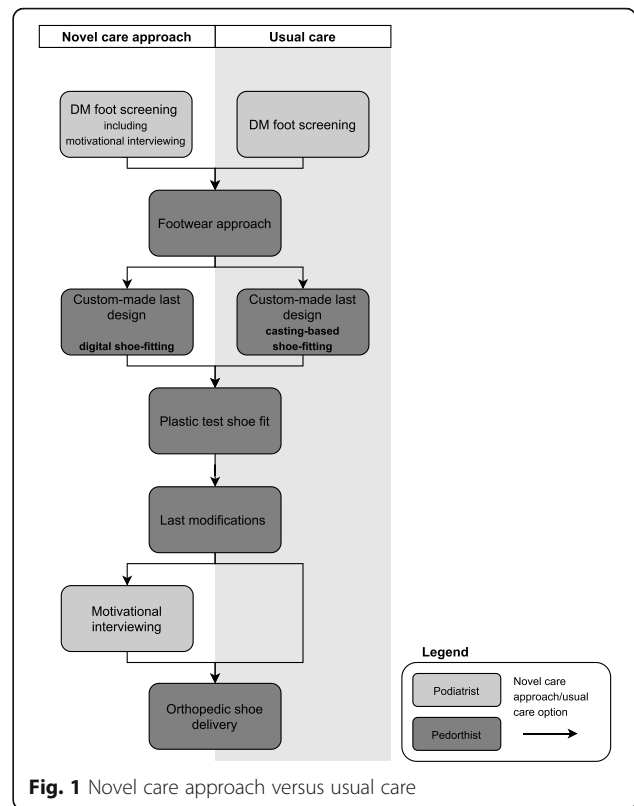 Novel care approach
Usual care
DM foot screening
including
motivational interviewing
DM foot screening
Footwear approach
Custom-made last
design
digital shoe-fitting
Custom-made last
design
casting-based
shoe-fitting
Plastic test shoe fit
Last modifications
Motivational
interviewing
Orthopedic shoe
delivery
Legend
Podiatrist
Pedorthist
Novel care
approach/usual
care option
Fig. 1 Novel care approach versus usual care